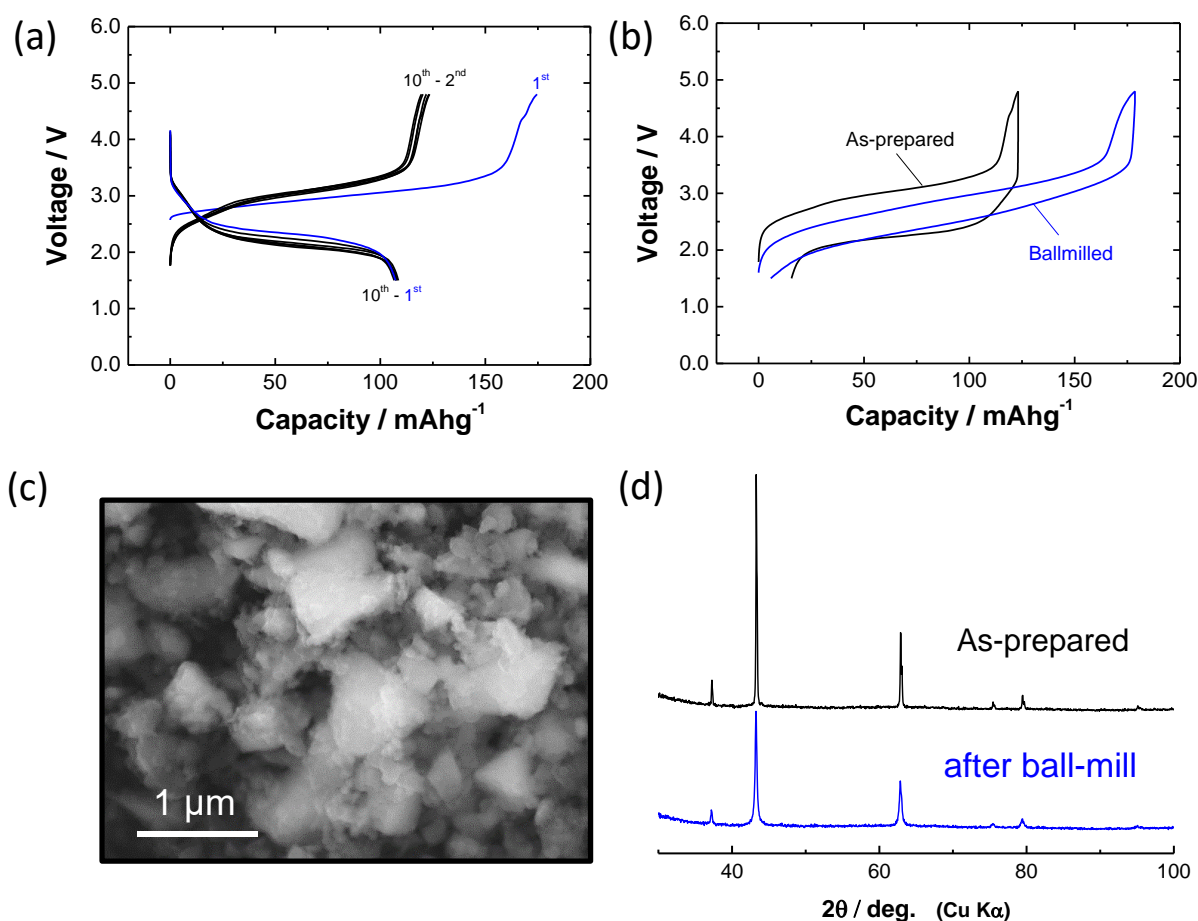 (a)
6.0
5.0
4.0
3.0
2.0
1.0
0.0
Voltage / V
10th - 2nd
1st
10th - 1st
0
50
100
150
200
Capacity / mAhg-1
(b)
6.0
5.0
4.0
3.0
2.0
1.0
0.0
Voltage / V
As-prepared
Ballmilled
0
50
100
150
200
Capacity / mAhg-1
(c)
1 μm
(d)
As-prepared
after ball-mill
40
60
80
100
2θ / deg. (Cu Kα)